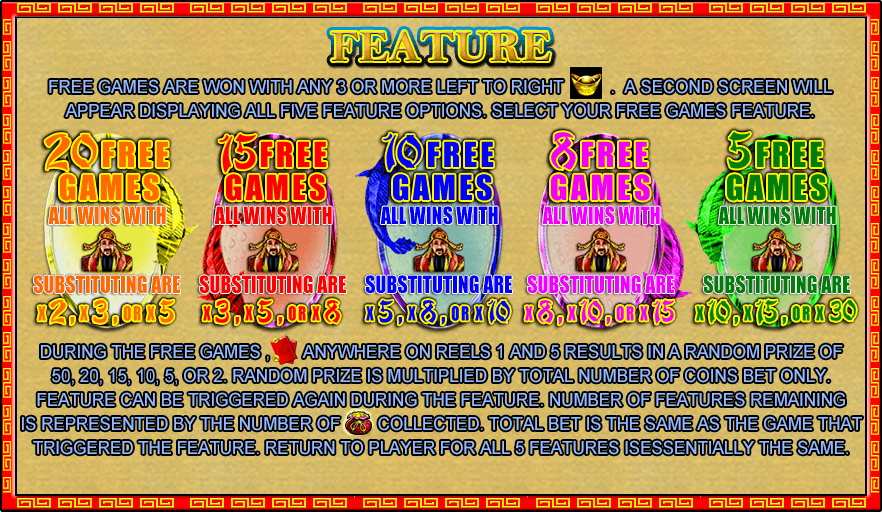 FEATURE
FREE GAMES ARE WON WITH ANY 3 OR MORE LEFT TO RIGHT . A SECOND SCREEN WILL
APPEAR DISPLAYING ALL FIVE FEATURE OPTIONS. SELECT YOUR FREE GAMES FEATURE.
20 FREE
GAMES
ALL WINS WITH
SUBSTITUTING ARE
X2, X3, OR X5
15 FREE
GAMES
ALL WINS WITH
SUBSTITUTING ARE
X3, X5, OR X8
10 FREE
GAMES
ALL WINS WITH
SUBSTITUTING ARE
X5, X8, OR X10
8 FREE
GAMES
ALL WINS WITH
SUBSTITUTING ARE
X8, X10, OR X15
5 FREE
GAMES
ALL WINS WITH
SUBSTITUTING ARE
X10, X15, OR X30
DURING THE FREE GAMES , ANYWHERE ON REELS 1 AND 5 RESULTS IN A RANDOM PRIZE OF
50, 20, 15, 10, 5, OR 2. RANDOM PRIZE IS MULTIPLIED BY TOTAL NUMBER OF COINS BET ONLY.
FEATURE CAN BE TRIGGERED AGAIN DURING THE FEATURE. NUMBER OF FEATURES REMAINING
IS REPRESENTED BY THE NUMBER OF COLLECTED. TOTAL BET IS THE SAME AS THE GAME THAT
TRIGGERED THE FEATURE. RETURN TO PLAYER FOR ALL 5 FEATURES ISESSENTIALLY THE SAME.